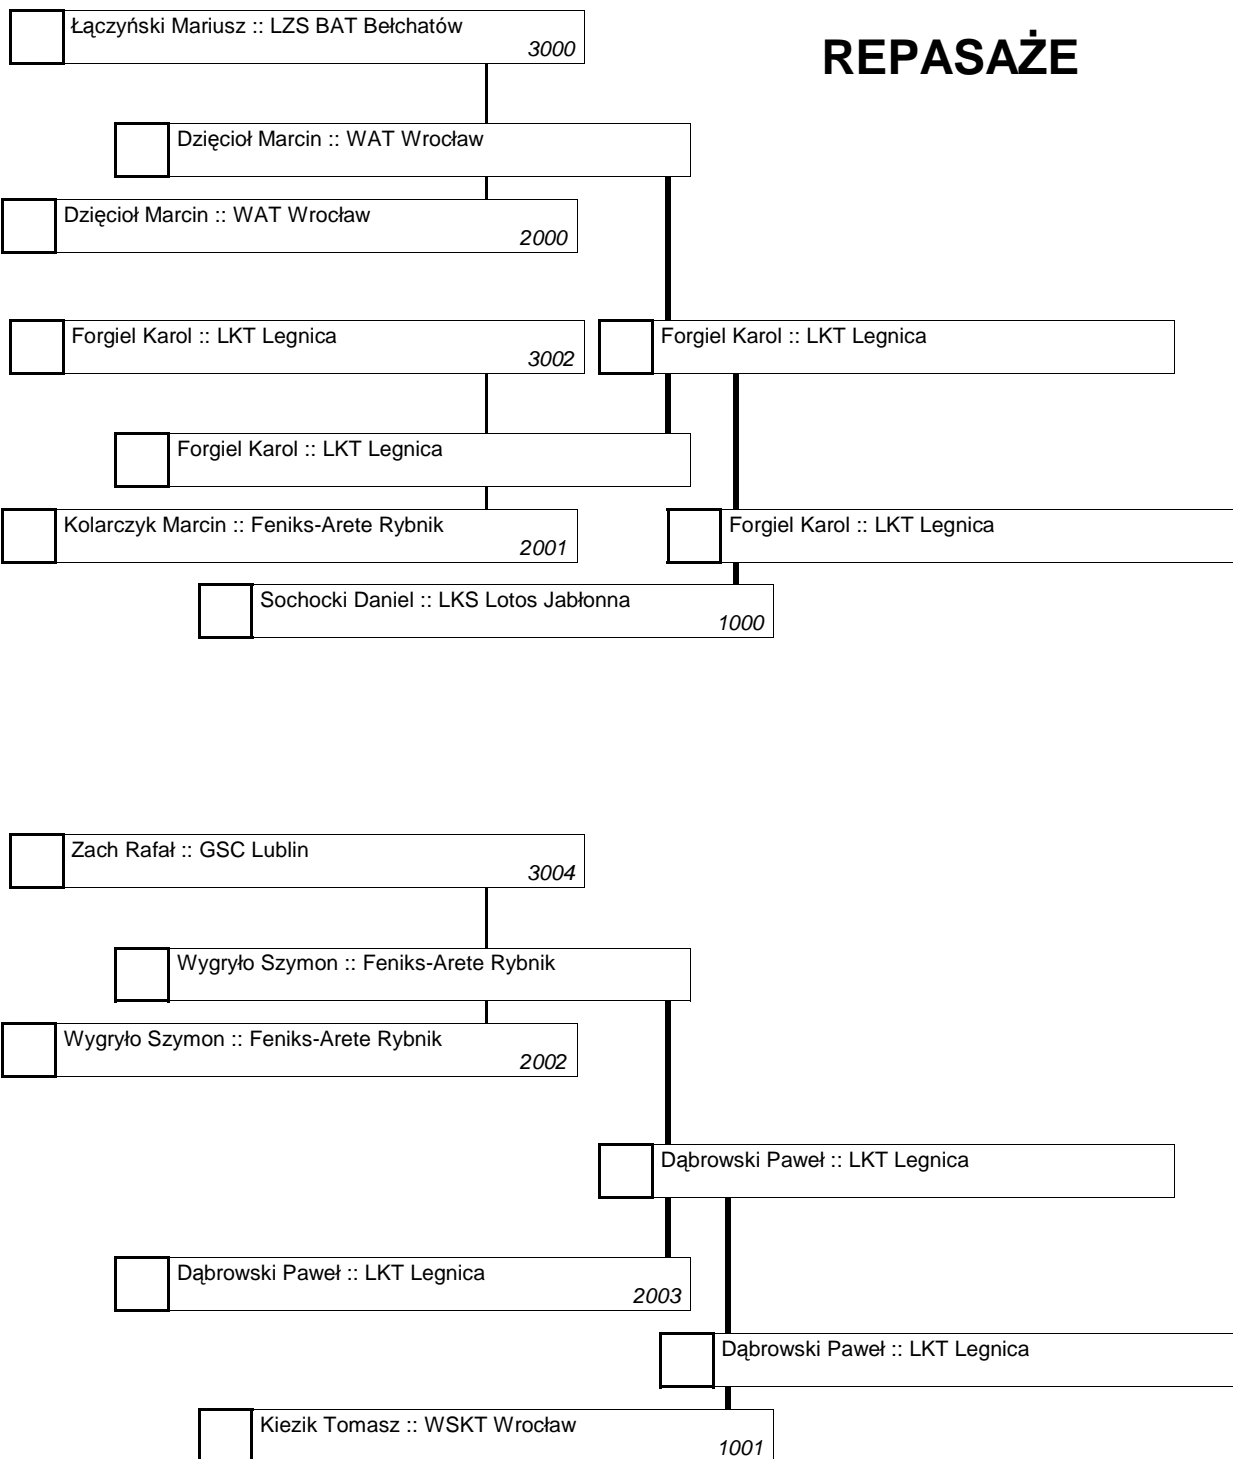 Łączyński Mariusz :: LZS BAT Bełchatów
3000
REPASAŻE
Dzięcioł Marcin :: WAT Wrocław
Dzięcioł Marcin :: WAT Wrocław
2000
Forgiel Karol :: LKT Legnica
3002
Forgiel Karol :: LKT Legnica
Forgiel Karol :: LKT Legnica
Kolarczyk Marcin :: Feniks-Arete Rybnik
2001
Forgiel Karol :: LKT Legnica
Sochocki Daniel :: LKS Lotos Jabłonna
1000
Zach Rafał :: GSC Lublin
3004
Wygryło Szymon :: Feniks-Arete Rybnik
Wygryło Szymon :: Feniks-Arete Rybnik
2002
Dąbrowski Paweł :: LKT Legnica
Dąbrowski Paweł :: LKT Legnica
2003
Dąbrowski Paweł :: LKT Legnica
Kiezik Tomasz :: WSKT Wrocław
1001